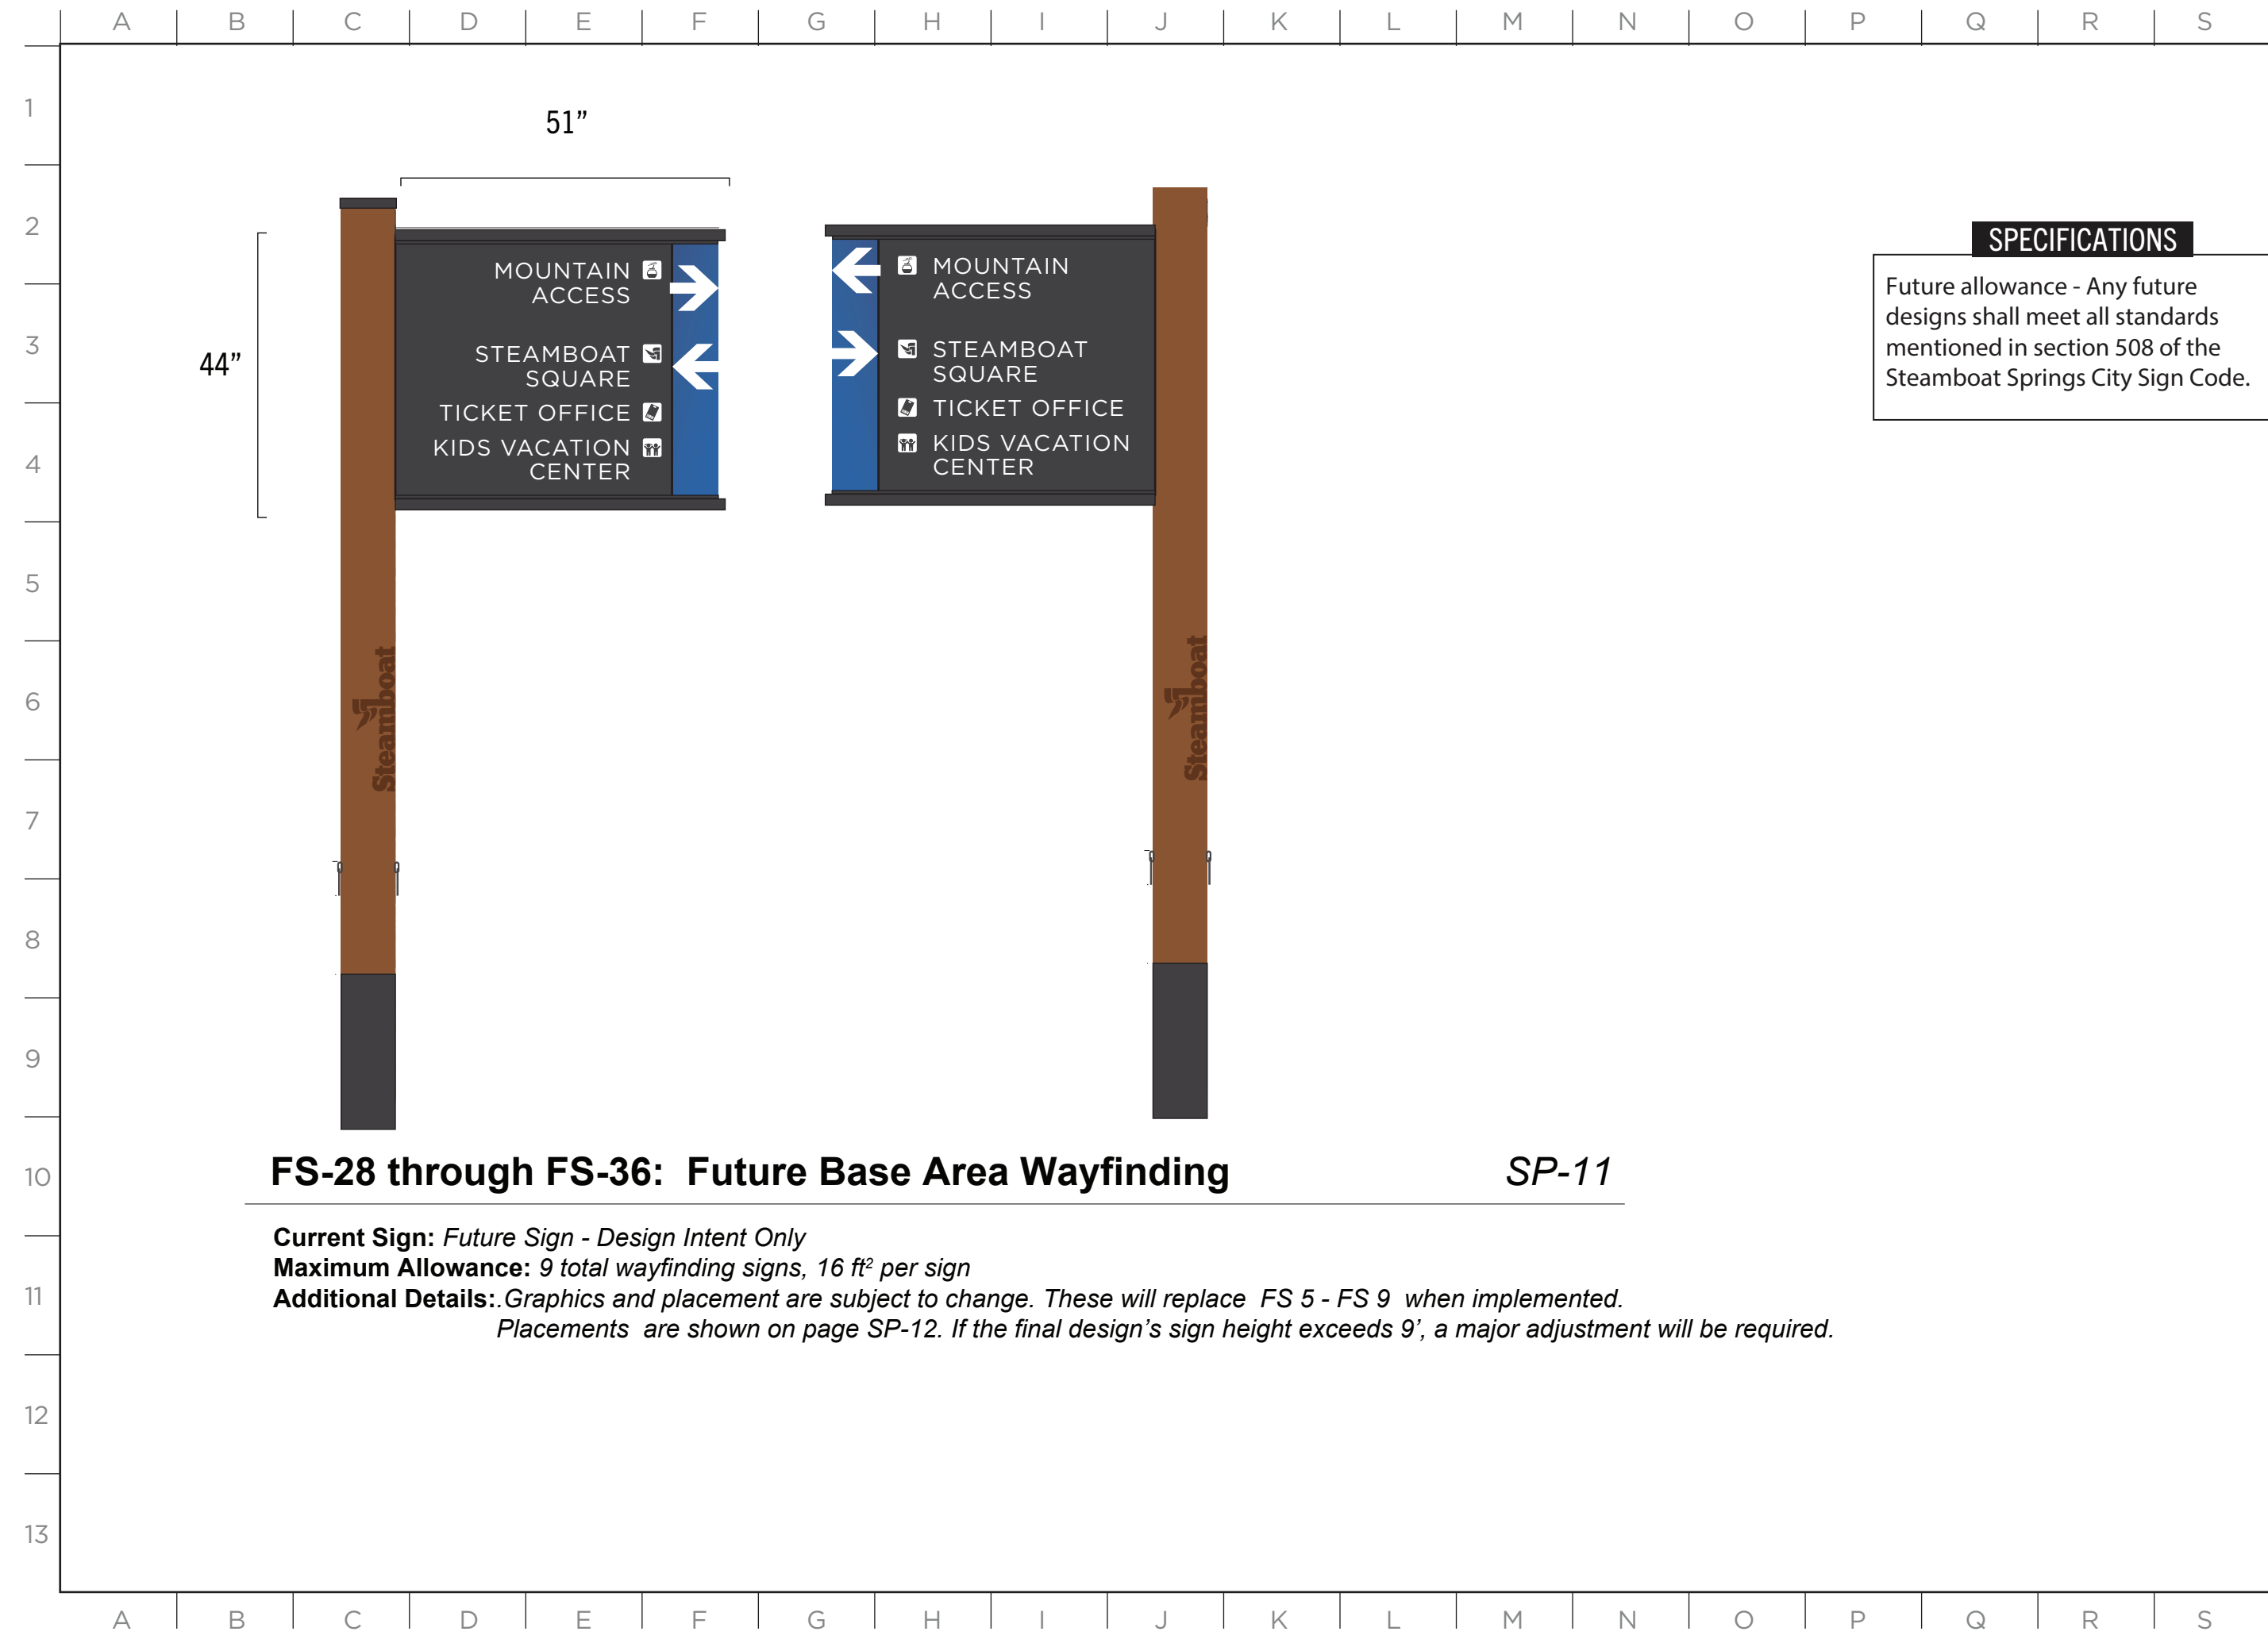 A B C D E F G H I J K L M N O P Q R S
1
2
3
4
5
6
7
8
9
10
11
12
13
51”
44”
MOUNTAIN
ACCESS
STEAMBOAT
SQUARE
TICKET OFFICE
KIDS VACATION
CENTER
Steamboat
MOUNTAIN
ACCESS
STEAMBOAT
SQUARE
TICKET OFFICE
KIDS VACATION
CENTER
Steamboat
SPECIFICATIONS
Future allowance - Any future
designs shall meet all standards
mentioned in section 508 of the
Steamboat Springs City Sign Code.
FS-28 through FS-36: Future Base Area Wayfinding SP-11
Current Sign: Future Sign - Design Intent Only
Maximum Allowance: 9 total wayfinding signs, 16 ft² per sign
Additional Details:.Graphics and placement are subject to change. These will replace FS 5 - FS 9 when implemented.
Placements are shown on page SP-12. If the final design’s sign height exceeds 9’, a major adjustment will be required.
A B C D E F G H I J K L M N O P Q R S